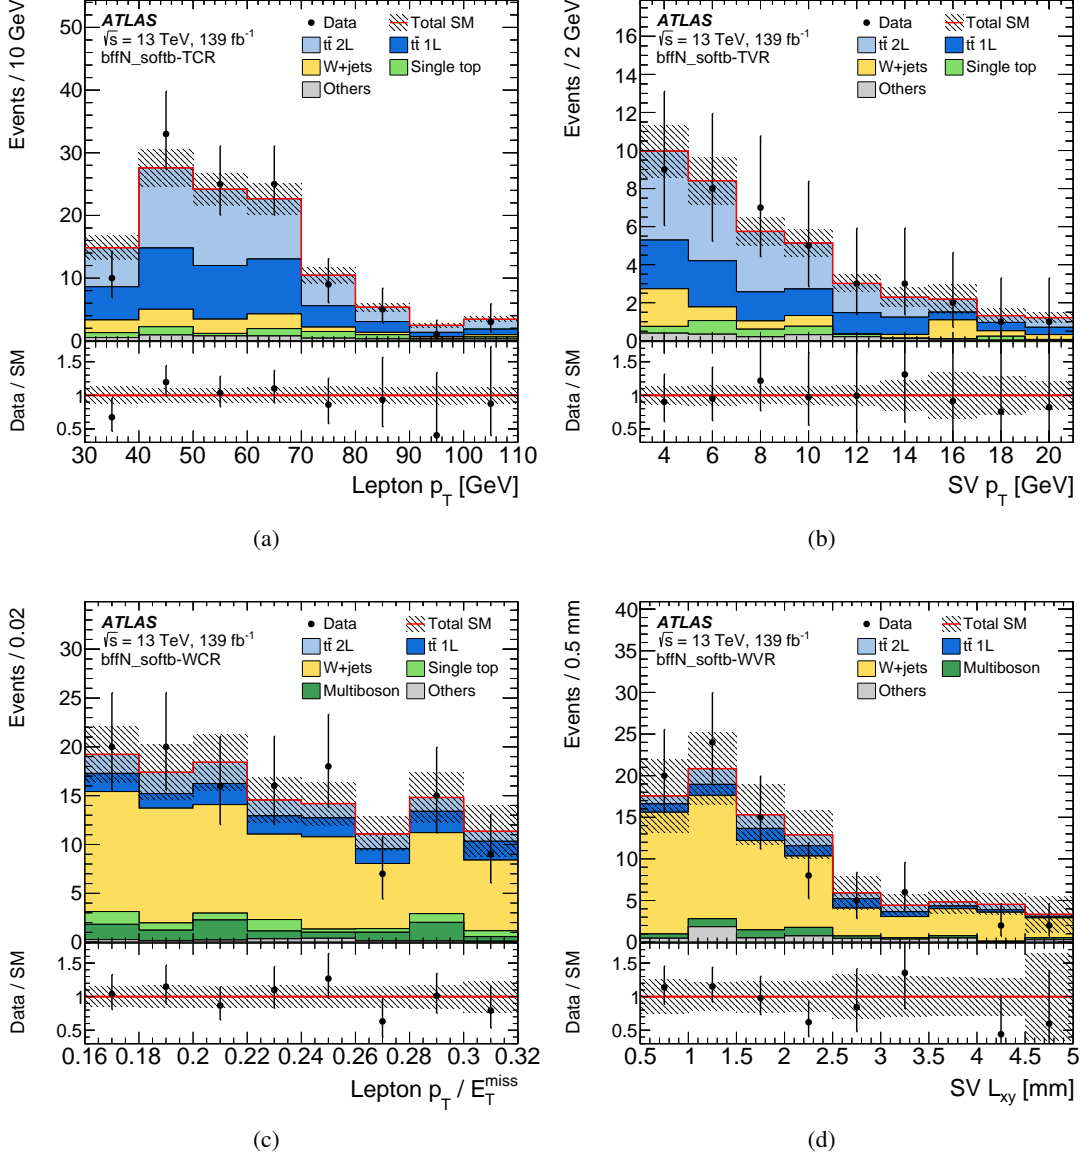 ATLAS
√s = 13 TeV, 139 fb⁻¹
bffN_softb-TCR
Data Total SM
tt̄ 2L tt̄ 1L
W+jets Single top
Others
Events / 10 GeV
50
40
30
20
10
0
Data / SM
1.5
1
0.5
30 40 50 60 70 80 90 100 110
Lepton p_T [GeV]
(a)
ATLAS
√s = 13 TeV, 139 fb⁻¹
bffN_softb-TVR
Data Total SM
tt̄ 2L tt̄ 1L
W+jets Single top
Others
Events / 2 GeV
16
14
12
10
8
6
4
2
0
Data / SM
1.5
1
0.5
4 6 8 10 12 14 16 18 20
SV p_T [GeV]
(b)
ATLAS
√s = 13 TeV, 139 fb⁻¹
bffN_softb-WCR
Data Total SM
tt̄ 2L tt̄ 1L
W+jets Single top
Multiboson Others
Events / 0.02
30
25
20
15
10
5
0
Data / SM
1.5
1
0.5
0.16 0.18 0.2 0.22 0.24 0.26 0.28 0.3 0.32
Lepton p_T / E_T^miss
(c)
ATLAS
√s = 13 TeV, 139 fb⁻¹
bffN_softb-WVR
Data Total SM
tt̄ 2L tt̄ 1L
W+jets Multiboson
Others
Events / 0.5 mm
40
35
30
25
20
15
10
5
0
Data / SM
1.5
1
0.5
0.5 1 1.5 2 2.5 3 3.5 4 4.5 5
SV L_xy [mm]
(d)